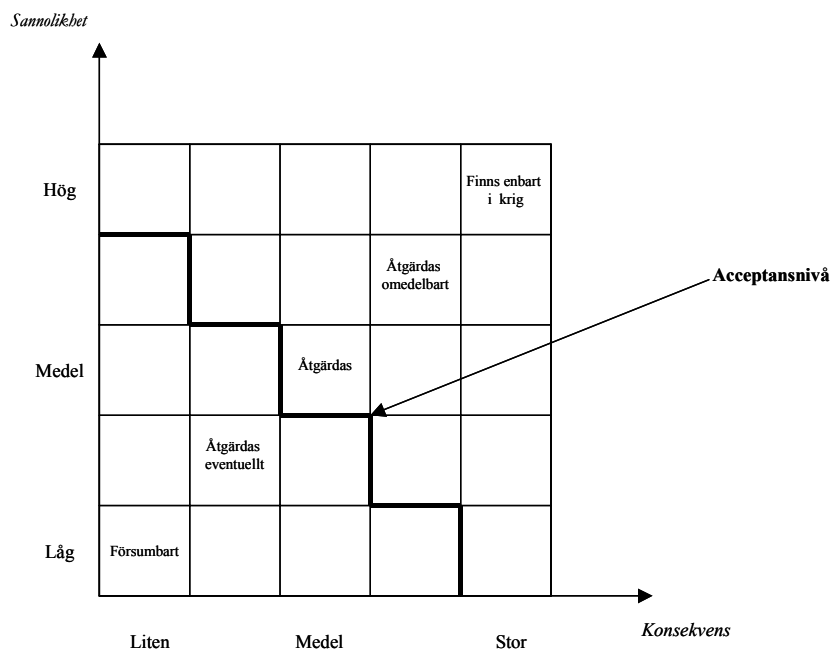 Sannolikhet
Hög
Finns enbart
i krig
Åtgärdas
omedelbart
Acceptansnivå
Medel
Åtgärdas
Åtgärdas
eventuellt
Låg
Försumbart
Liten
Medel
Stor
Konsekvens